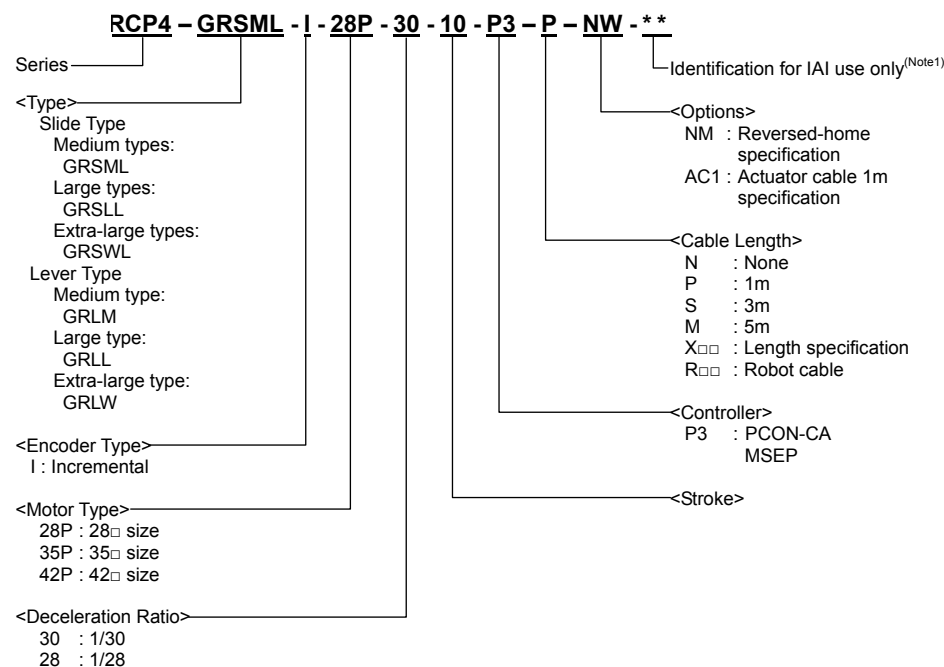 RCP4 – GRSML - I - 28P - 30 - 10 - P3 – P – NW - * *
Series
<Type>
Slide Type
Medium types:
GRSML
Large types:
GRSLL
Extra-large types:
GRSWL
Lever Type
Medium type:
GRLM
Large type:
GRLL
Extra-large type:
GRLW
<Encoder Type>
I : Incremental
<Motor Type>
28P : 28□ size
35P : 35□ size
42P : 42□ size
<Deceleration Ratio>
30 : 1/30
28 : 1/28
Identification for IAI use only(Note1)
<Options>
NM : Reversed-home
specification
AC1 : Actuator cable 1m
specification
<Cable Length>
N : None
P : 1m
S : 3m
M : 5m
X□□ : Length specification
R□□ : Robot cable
<Controller>
P3 : PCON-CA
MSEP
<Stroke>